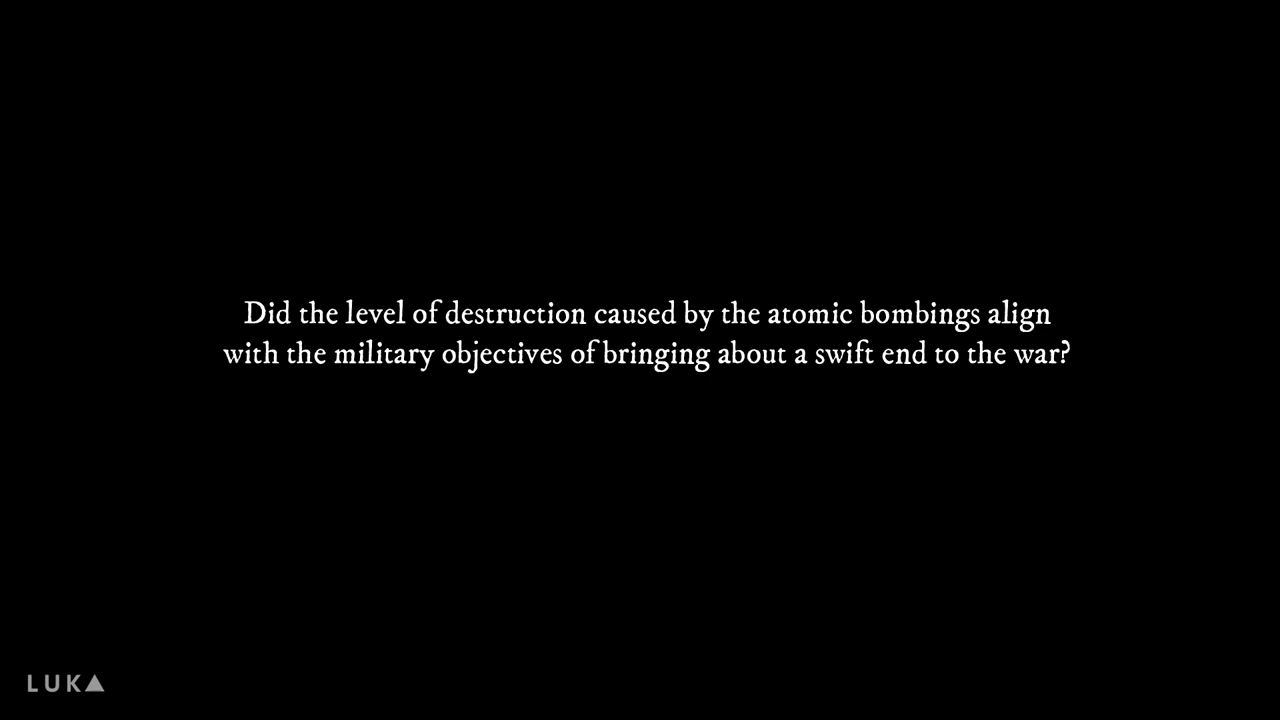 Did the level of destruction caused by the atomic bombings align
with the military objectives of bringing about a swift end to the war?
LUKA